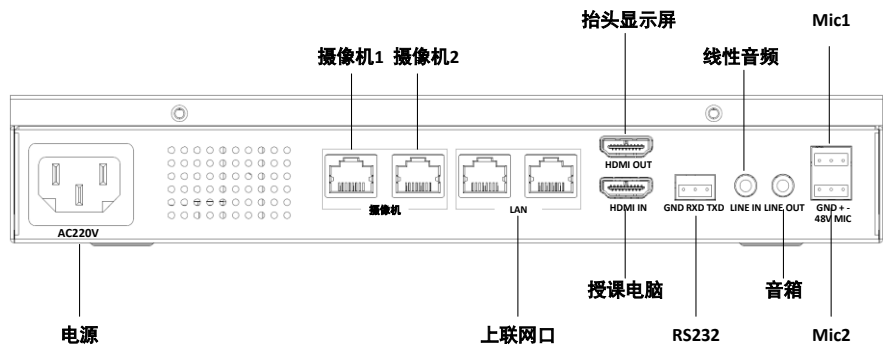 抬头显示屏
Mic1
摄像机1 摄像机2
线性音频
HDMI OUT
HDMI IN
GND RXD TXD
LINE IN LINE OUT
GND + -
48V MIC
摄像机
LAN
AC220V
授课电脑
音箱
电源
上联网口
RS232
Mic2